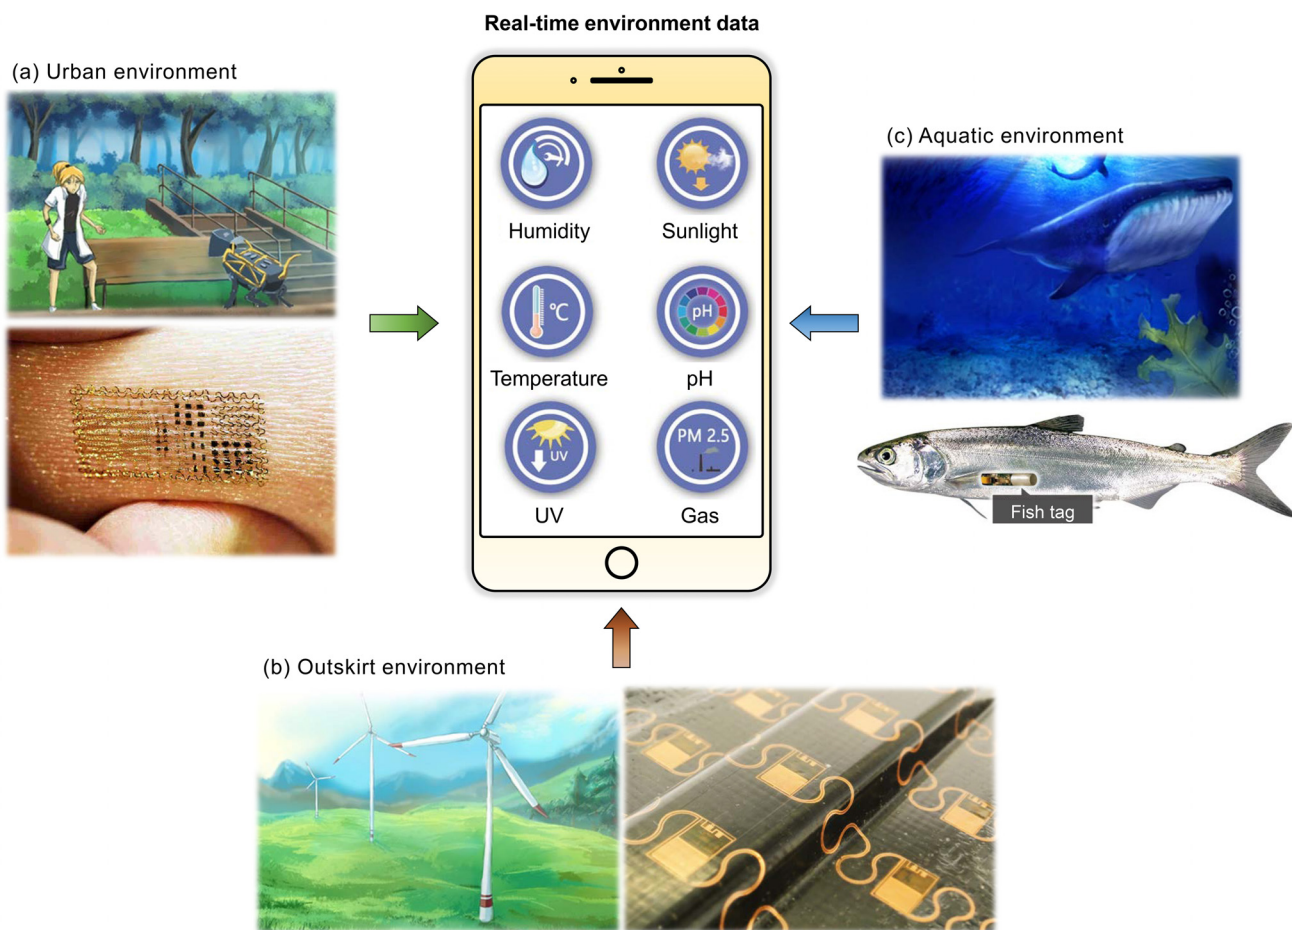 Real-time environment data
(a) Urban environment
(c) Aquatic environment
Humidity
Sunlight
°C
pH
Temperature
pH
UV
PM 2.5
UV
Gas
Fish tag
(b) Outskirt environment